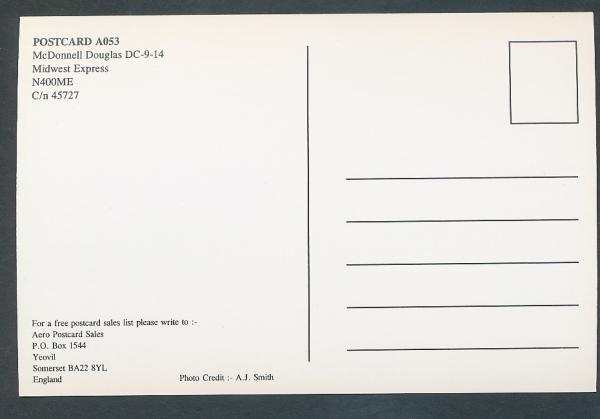 POSTCARD A053
McDonnell Douglas DC-9-14
Midwest Express
N400ME
C/n 45727
For a free postcard sales list please write to :-
Aero Postcard Sales
P.O. Box 1544
Yeovil
Somerset BA22 8YL
England
Photo Credit :- A.J. Smith